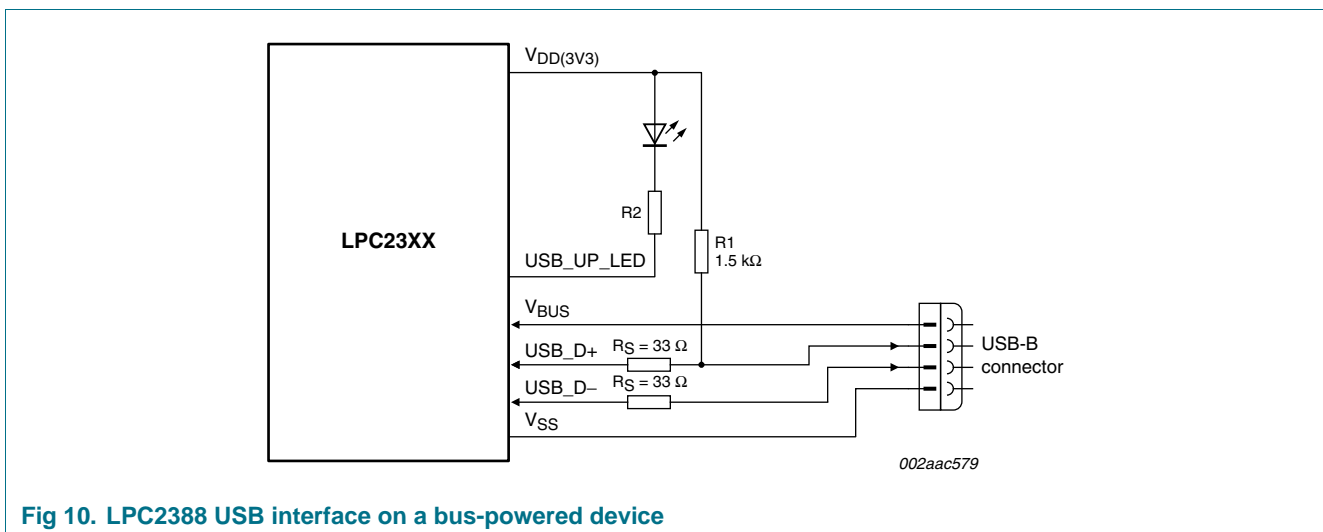 VDD(3V3)
R2
LPC23XX
R1
1.5 kΩ
USB_UP_LED
VBUS
USB_D+
RS = 33 Ω
USB-B
connector
USB_D−
RS = 33 Ω
VSS
002aac579
Fig 10. LPC2388 USB interface on a bus-powered device